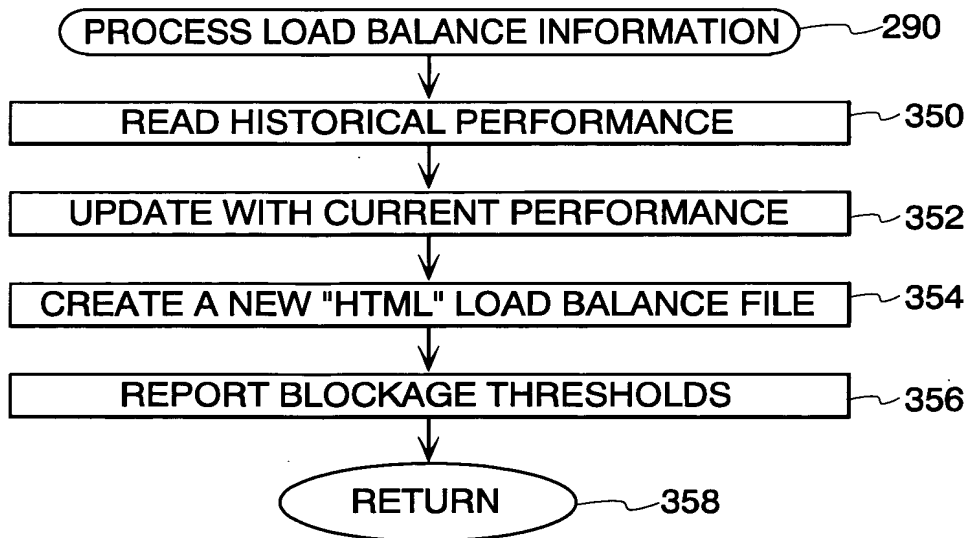 PROCESS LOAD BALANCE INFORMATION 290
READ HISTORICAL PERFORMANCE 350
UPDATE WITH CURRENT PERFORMANCE 352
CREATE A NEW "HTML" LOAD BALANCE FILE 354
REPORT BLOCKAGE THRESHOLDS 356
RETURN 358